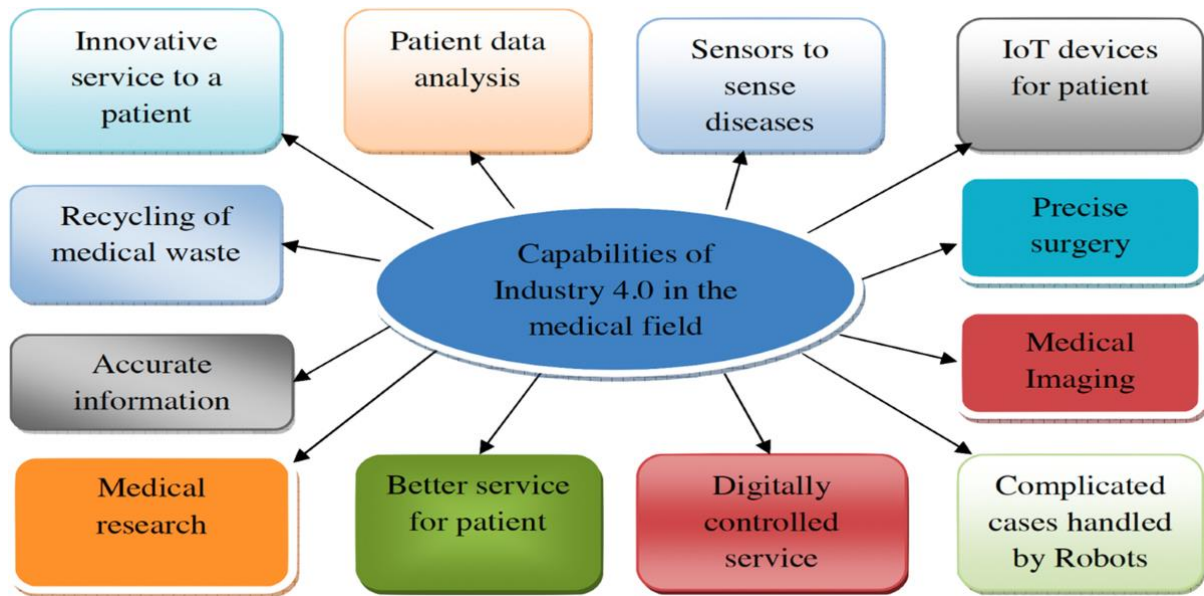 Innovative
service to a
patient
Patient data
analysis
Sensors to
sense
diseases
IoT devices
for patient
Recycling of
medical waste
Capabilities of
Industry 4.0 in the
medical field
Precise
surgery
Accurate
information
Medical
Imaging
Medical
research
Better service
for patient
Digitally
controlled
service
Complicated
cases handled
by Robots